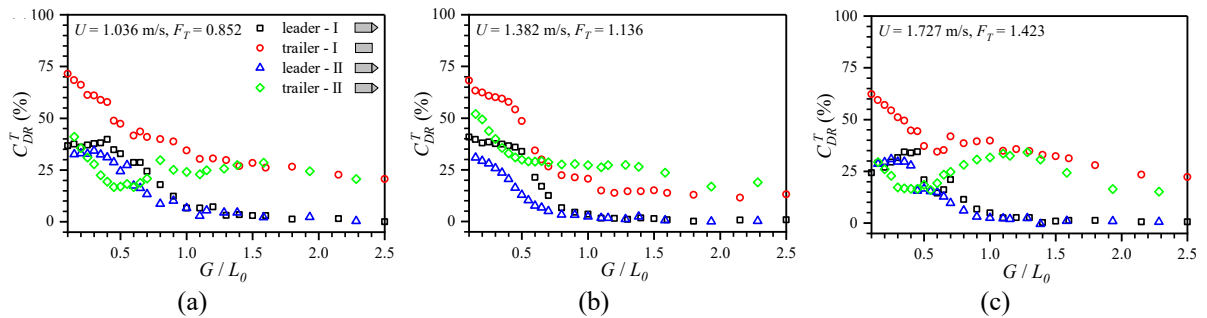 U = 1.036 m/s, F_T = 0.852
leader - I
trailer - I
leader - II
trailer - II
C_DR^T (%)
100
75
50
25
0
0.5 1.0 1.5 2.0 2.5
G / L_0
(a)
U = 1.382 m/s, F_T = 1.136
C_DR^T (%)
100
75
50
25
0
0.5 1.0 1.5 2.0 2.5
G / L_0
(b)
U = 1.727 m/s, F_T = 1.423
C_DR^T (%)
100
75
50
25
0
0.5 1.0 1.5 2.0 2.5
G / L_0
(c)